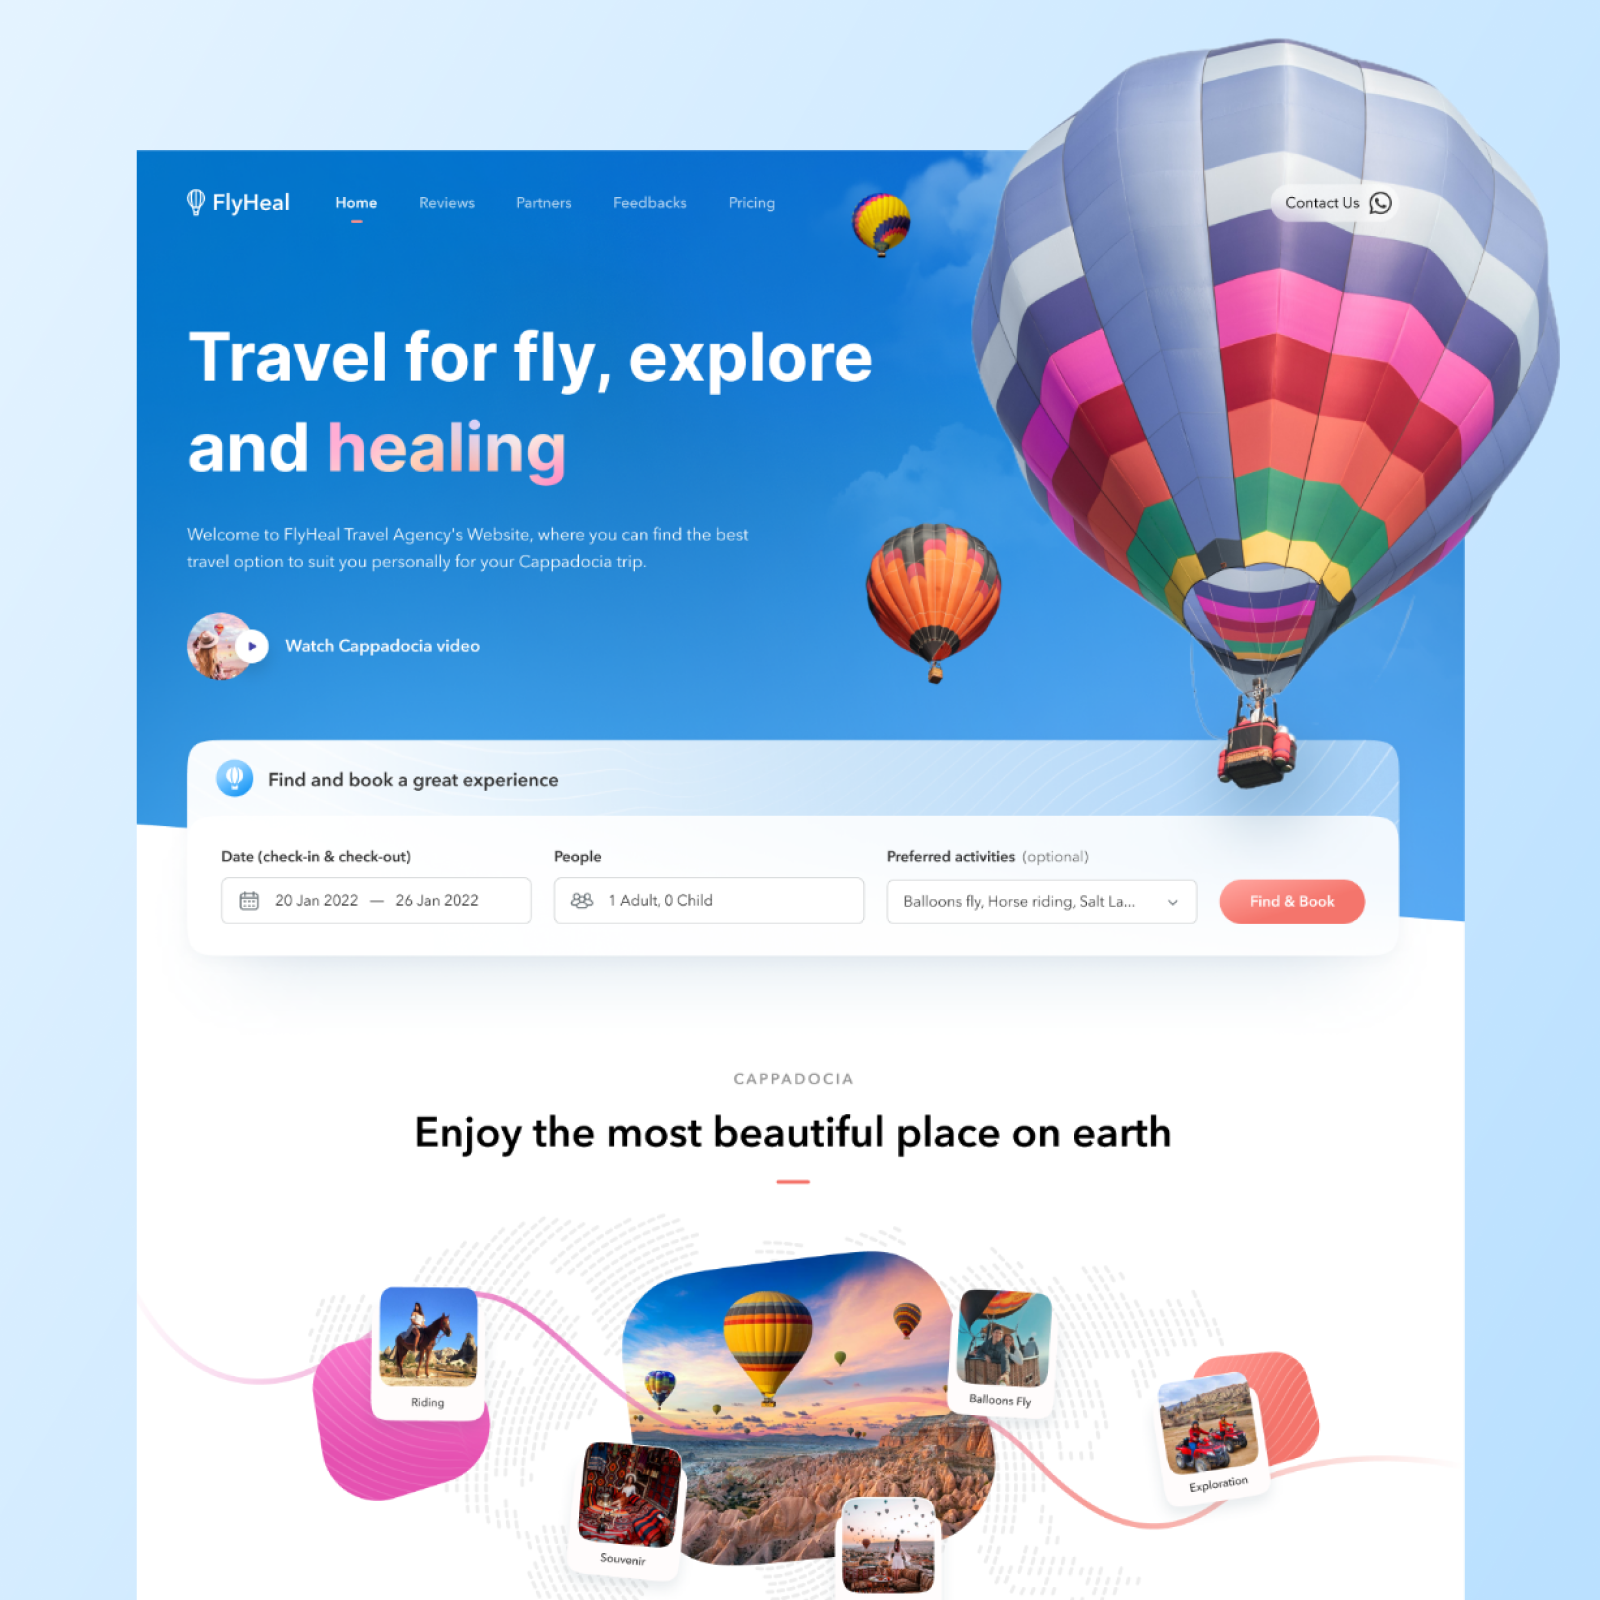 FlyHeal
Home
Reviews
Partners
Feedbacks
Pricing
Contact Us
Travel for fly, explore
and healing
Welcome to FlyHeal Travel Agency's Website, where you can find the best
travel option to suit you personally for your Cappadocia trip.
Watch Cappadocia video
Find and book a great experience
Date (check-in & check-out)
20 Jan 2022 — 26 Jan 2022
People
1 Adult, 0 Child
Preferred activities (optional)
Balloons fly, Horse riding, Salt La...
Find & Book
CAPPADOCIA
Enjoy the most beautiful place on earth
Riding
Balloons Fly
Exploration
Souvenir